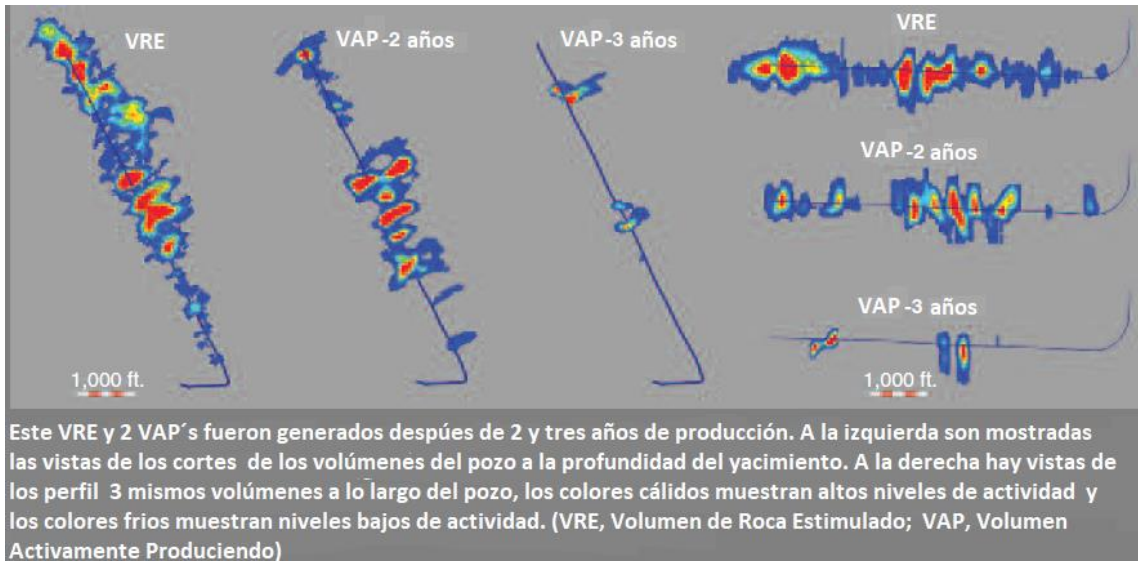 VRE
VAP -2 años
VAP -3 años
VRE
VAP -2 años
VAP -3 años
1,000 ft.
1,000 ft.
Este VRE y 2 VAP´s fueron generados despúes de 2 y tres años de producción. A la izquierda son mostradas
las vistas de los cortes de los volúmenes del pozo a la profundidad del yacimiento. A la derecha hay vistas de
los perfil 3 mismos volúmenes a lo largo del pozo, los colores cálidos muestran altos niveles de actividad y
los colores frios muestran niveles bajos de actividad. (VRE, Volumen de Roca Estimulado; VAP, Volumen
Activamente Produciendo)